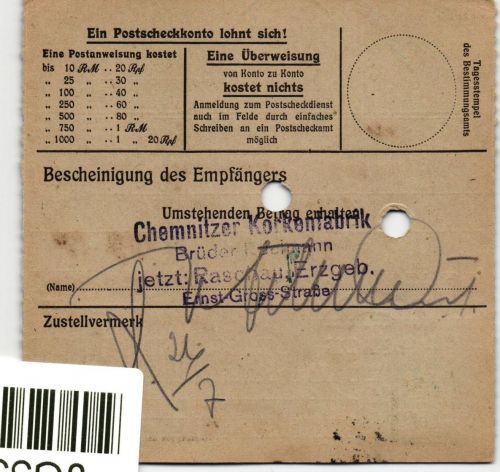 Ein Postscheckkonto lohnt sich!
Eine Postanweisung kostet
bis 10 RM .. 20 Rpf
„ 25 „ .. 30 „
„ 100 „ .. 40 „
„ 250 „ .. 60 „
„ 500 „ .. 80 „
„ 750 „ .. 1 RM
„ 1000 „ .. 1 „ 20 Rpf
Eine Überweisung
von Konto zu Konto
kostet nichts
Anmeldung zum Postscheckdienst
auch im Felde durch einfaches
Schreiben an ein Postscheckamt
möglich
Tagesstempel
des Bestimmungsamts
Bescheinigung des Empfängers
Umstehenden Betrag erhalten
Chemnitzer Korkenfabrik
Brüder
jetzt: Raschau, Erzgeb.
Ernst-Gross-Straße
(Name)
Zustellvermerk
24/7